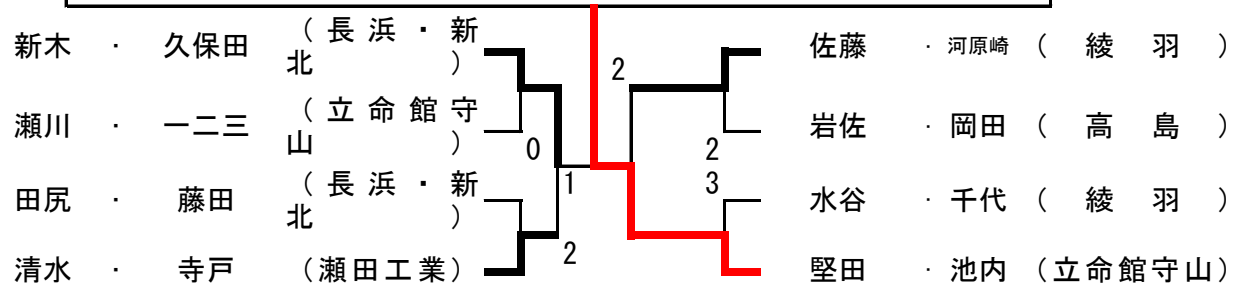 新木 ・ 久保田 （長浜・新北）
瀬川 ・ 一二三 （立命館守山）
田尻 ・ 藤田 （長浜・新北）
清水 ・ 寺戸 （瀬田工業）
0
1
2
2
2
3
佐藤 ・ 河原崎 （綾羽）
岩佐 ・ 岡田 （高島）
水谷 ・ 千代 （綾羽）
堅田 ・ 池内 （立命館守山）